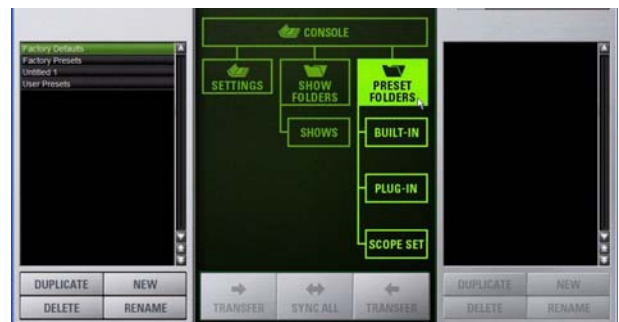 Factory Defaults
Factory Presets
Untitled 1
User Presets
DUPLICATE NEW
DELETE RENAME
CONSOLE
SETTINGS
SHOW
FOLDERS
PRESET
FOLDERS
SHOWS
BUILT-IN
PLUG-IN
SCOPE SET
TRANSFER SYNC ALL TRANSFER
DUPLICATE NEW
DELETE RENAME